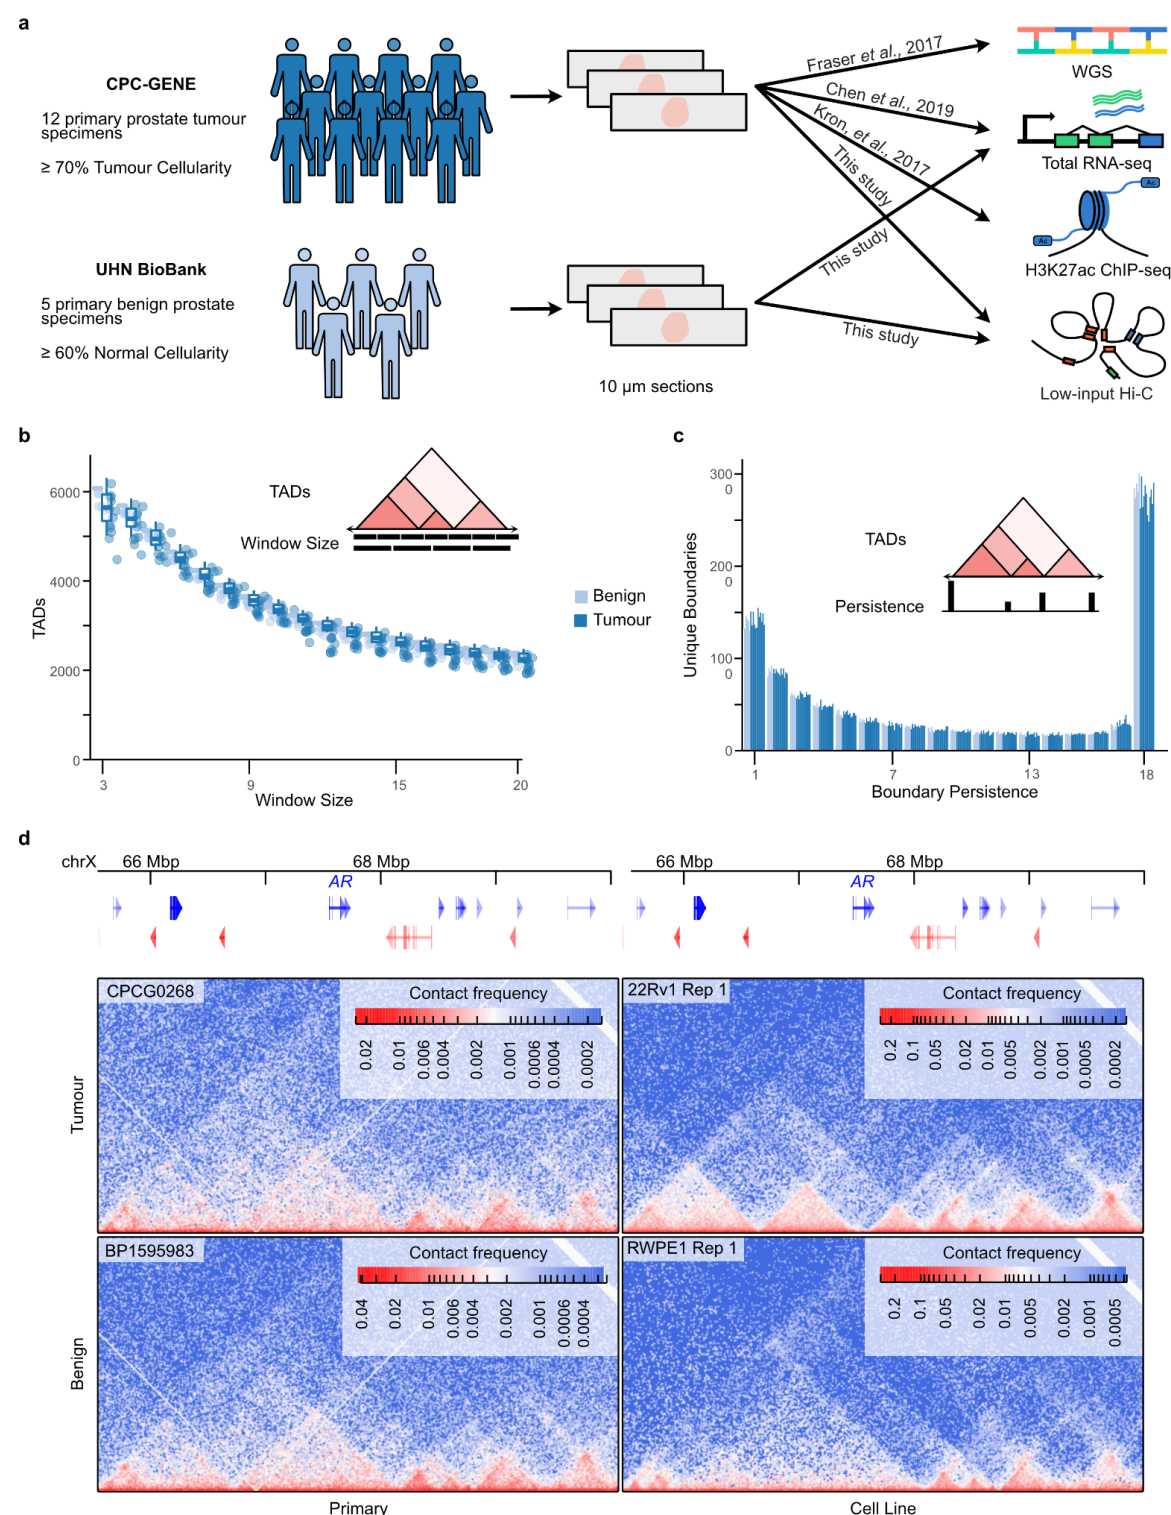 a
CPC-GENE
12 primary prostate tumour
specimens
≥ 70% Tumour Cellularity
UHN BioBank
5 primary benign prostate
specimens
≥ 60% Normal Cellularity
10 µm sections
Fraser et al., 2017
Chen et al., 2019
Kron, et al., 2017
This study
This study
This study
WGS
Total RNA-seq
Ac
Ac
H3K27ac ChIP-seq
Low-input Hi-C
b
TADs
6000
4000
2000
0
3
9
15
20
Window Size
TADs
Window Size
Benign
Tumour
c
Unique Boundaries
300
0
200
0
100
0
0
1
7
13
18
Boundary Persistence
TADs
Persistence
d
chrX
66 Mbp
68 Mbp
AR
66 Mbp
68 Mbp
AR
Tumour
CPCG0268
Contact frequency
0.02
0.01
0.006
0.004
0.002
0.001
0.0006
0.0004
0.0002
22Rv1 Rep 1
Contact frequency
0.2
0.1
0.05
0.02
0.01
0.005
0.002
0.001
0.0005
0.0002
Benign
BP1595983
Contact frequency
0.04
0.02
0.01
0.006
0.004
0.002
0.001
0.0006
0.0004
RWPE1 Rep 1
Contact frequency
0.2
0.1
0.05
0.02
0.01
0.005
0.002
0.001
0.0005
Primary
Cell Line